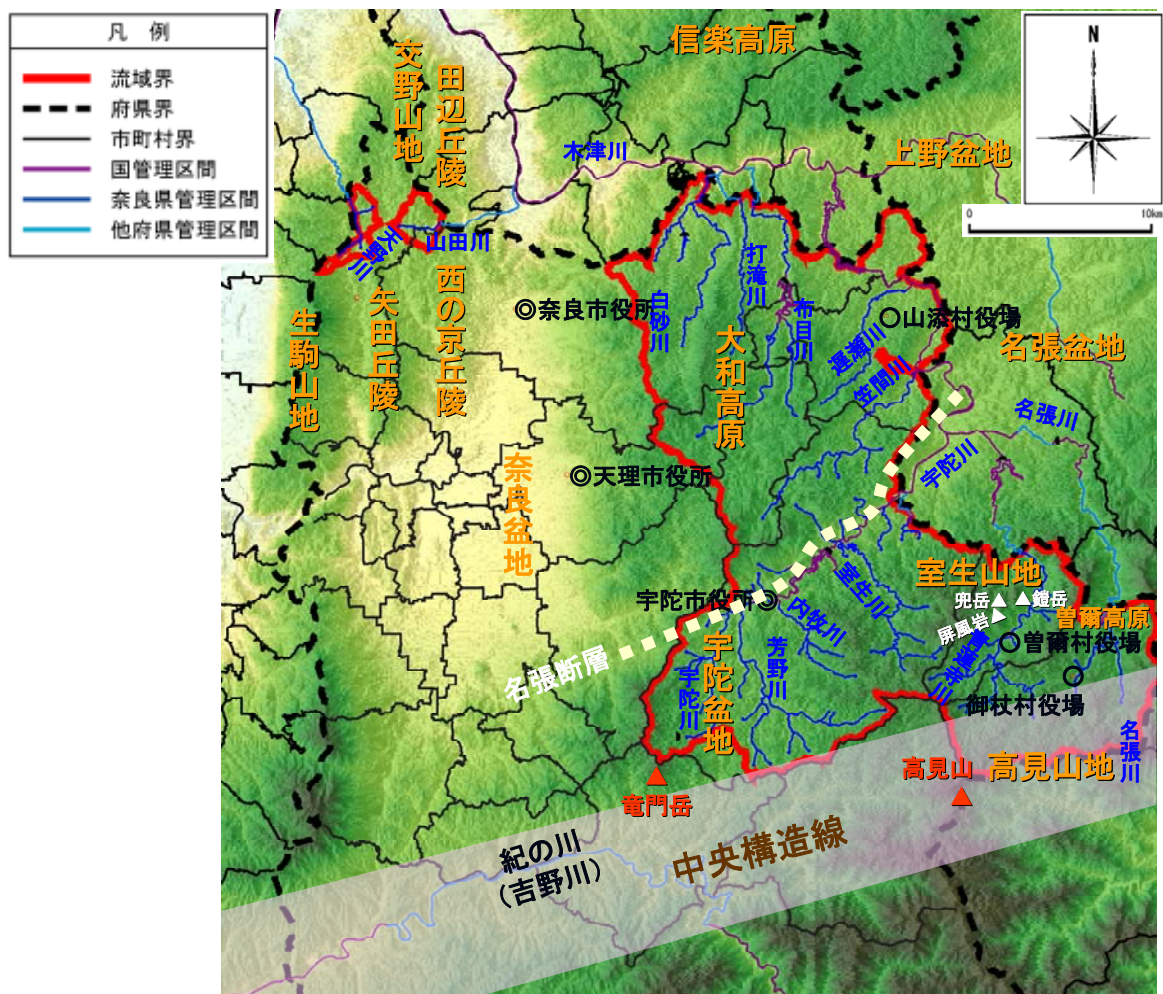 凡 例
流域界
府県界
市町村界
国管理区間
奈良県管理区間
他府県管理区間
N
0
10km
信楽高原
交野山地
田辺丘陵
木津川
上野盆地
天野川
山田川
西の京丘陵
矢田丘陵
生駒山地
奈良市役所
白砂川
打滝川
布目川
大和高原
山添村役場
遅瀬川
笠間川
名張盆地
名張川
宇陀川
奈良盆地
天理市役所
室生山地
兜岳
鎧岳
屏風岩
曽爾高原
曽爾村役場
御杖村役場
宇陀市役所
室生川
内牧川
芳野川
宇陀盆地
宇陀川
名張断層
名張川
高見山
高見山地
竜門岳
中央構造線
紀の川
(吉野川)